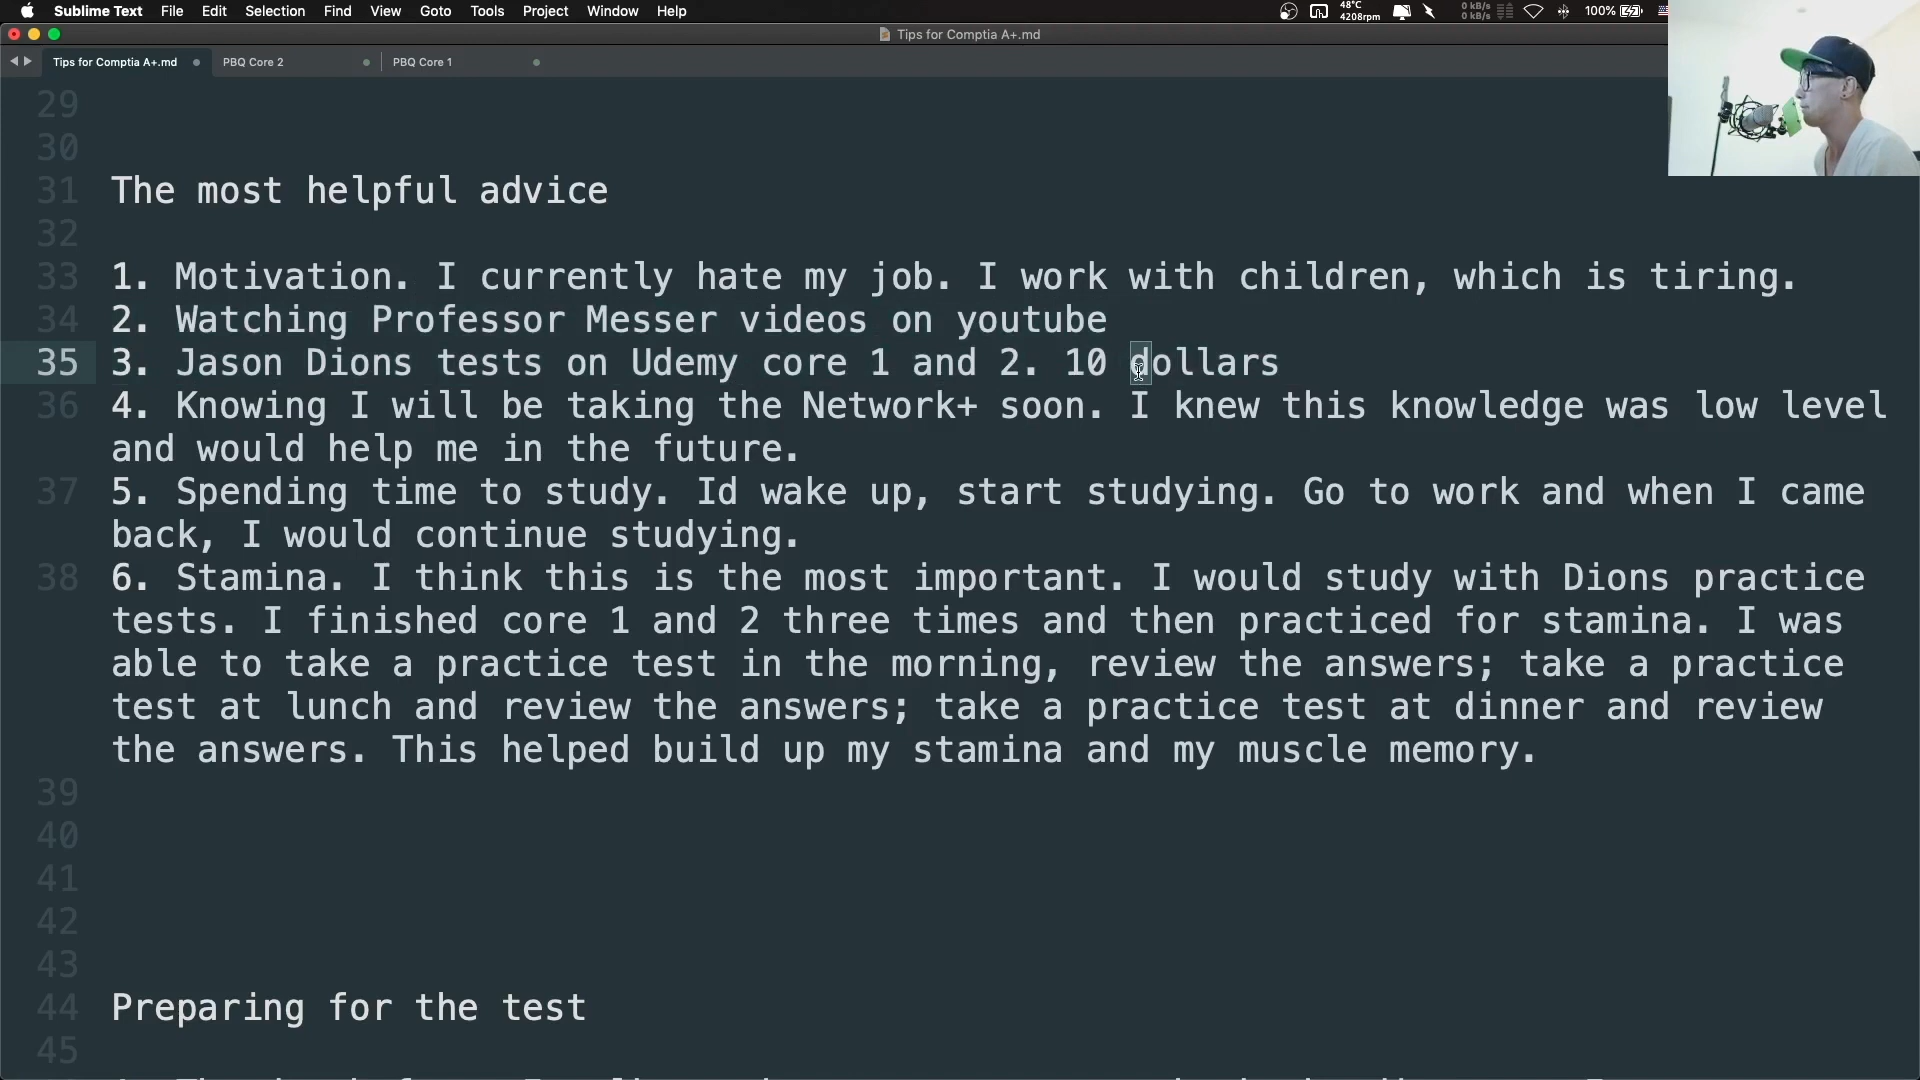 Sublime Text File Edit Selection Find View Goto Tools Project Window Help 48°C 4208rpm 0 kB/s 0 kB/s 100%
Tips for Comptia A+.md
Tips for Comptia A+.md PBQ Core 2 PBQ Core 1
29
30
31 The most helpful advice
32
33 1. Motivation. I currently hate my job. I work with children, which is tiring.
34 2. Watching Professor Messer videos on youtube
35 3. Jason Dions tests on Udemy core 1 and 2. 10 dollars
36 4. Knowing I will be taking the Network+ soon. I knew this knowledge was low level
and would help me in the future.
37 5. Spending time to study. Id wake up, start studying. Go to work and when I came
back, I would continue studying.
38 6. Stamina. I think this is the most important. I would study with Dions practice
tests. I finished core 1 and 2 three times and then practiced for stamina. I was
able to take a practice test in the morning, review the answers; take a practice
test at lunch and review the answers; take a practice test at dinner and review
the answers. This helped build up my stamina and my muscle memory.
39
40
41
42
43
44 Preparing for the test
45